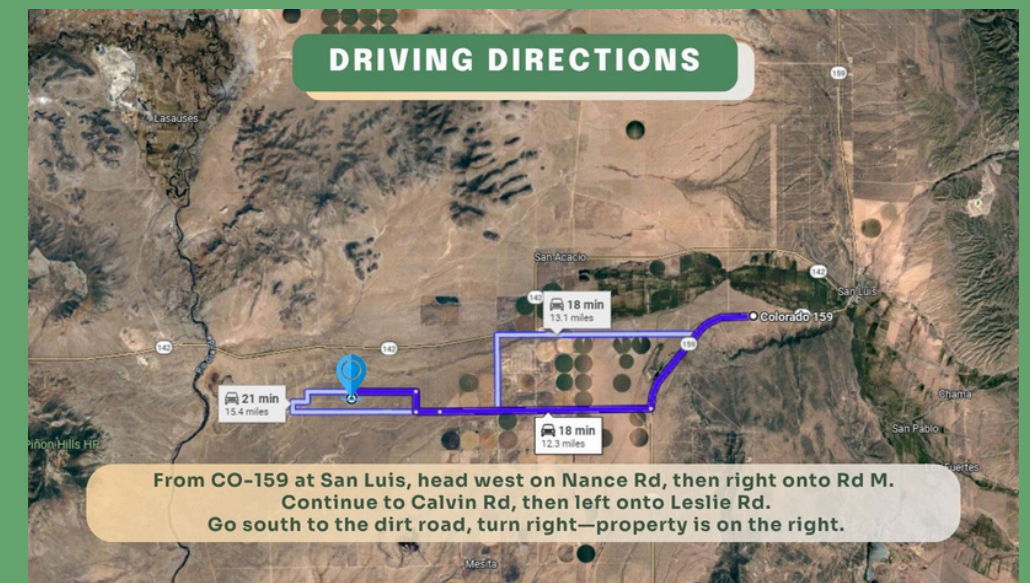 DRIVING DIRECTIONS
159
Lasauses
San Acacio
142
142
18 min
13.1 miles
San Luis
Colorado 159
159
142
142
21 min
15.4 miles
Chama
18 min
12.3 miles
San Pablo
Piñon Hills HR
Los Fuertes
From CO-159 at San Luis, head west on Nance Rd, then right onto Rd M.
Continue to Calvin Rd, then left onto Leslie Rd.
Go south to the dirt road, turn right—property is on the right.
Mesita